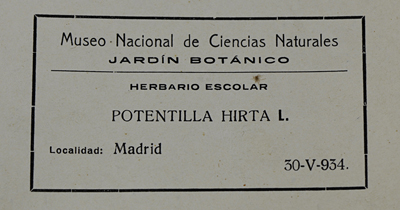 Museo Nacional de Ciencias Naturales
JARDÍN BOTÁNICO
HERBARIO ESCOLAR
POTENTILLA HIRTA L.
Localidad: Madrid
30-V-934.